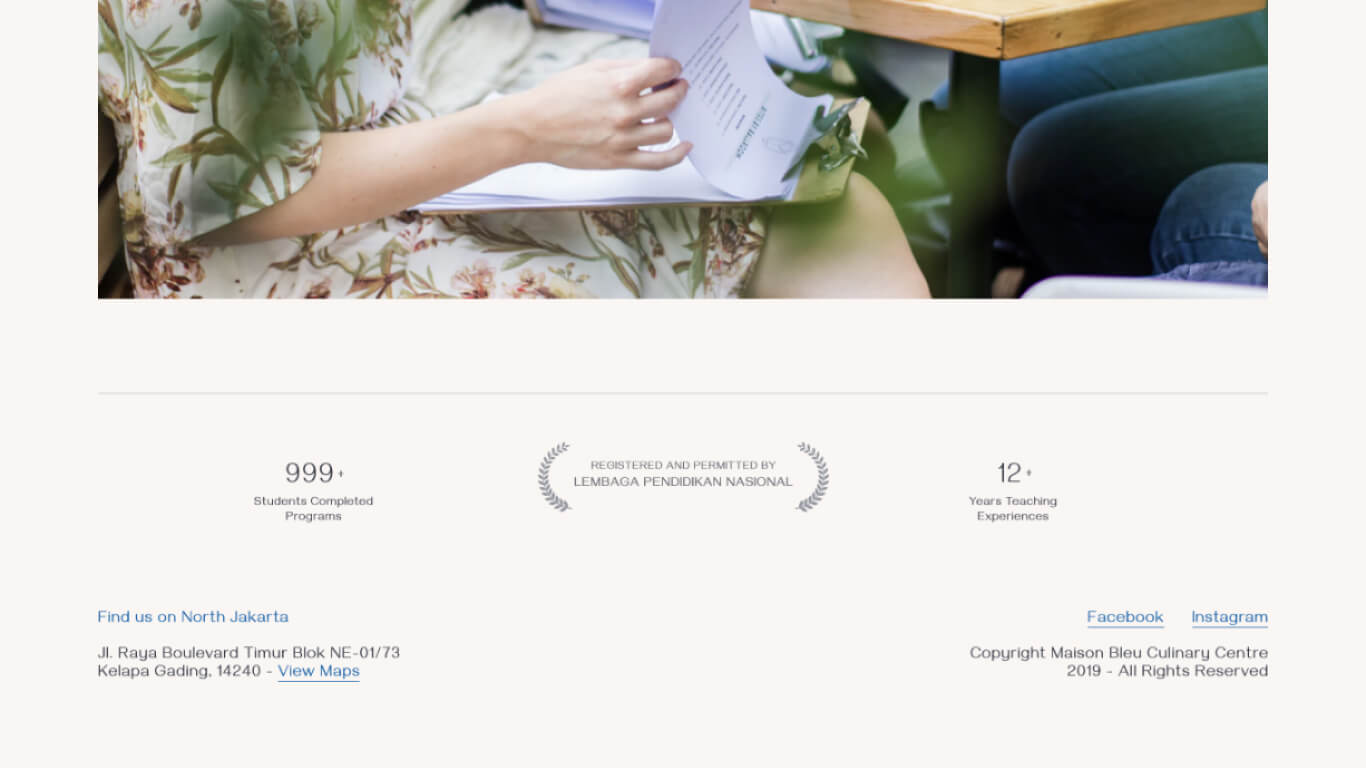 999+
Students Completed
Programs
REGISTERED AND PERMITTED BY
LEMBAGA PENDIDIKAN NASIONAL
12+
Years Teaching
Experiences
Find us on North Jakarta
Jl. Raya Boulevard Timur Blok NE-01/73
Kelapa Gading, 14240 - View Maps
Facebook Instagram
Copyright Maison Bleu Culinary Centre
2019 - All Rights Reserved